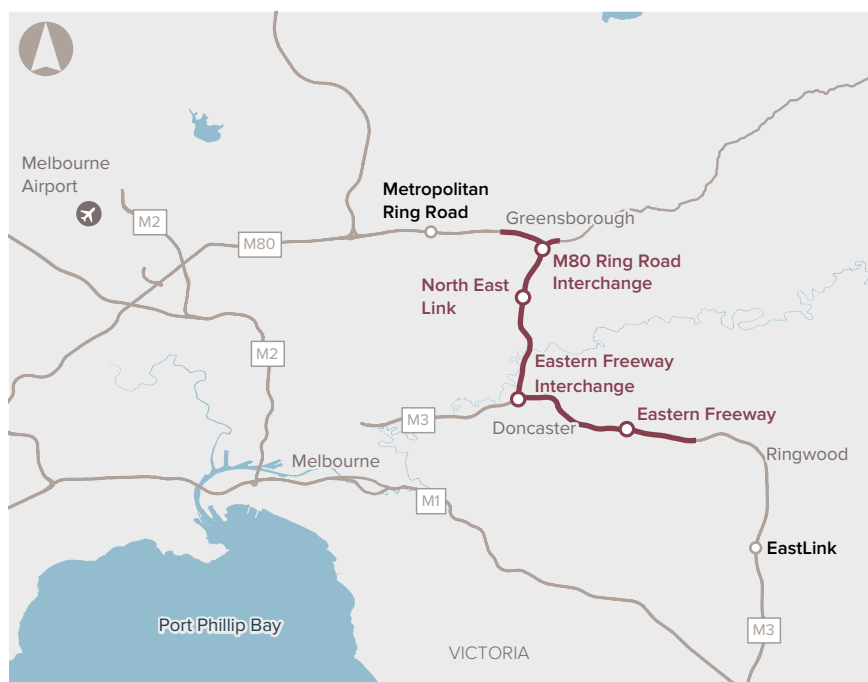 Melbourne
Airport
M2
M80
Metropolitan
Ring Road
Greensborough
M80 Ring Road
Interchange
North East
Link
M2
Eastern Freeway
Interchange
M3
Doncaster
Eastern Freeway
Ringwood
Melbourne
M1
EastLink
Port Phillip Bay
M3
VICTORIA